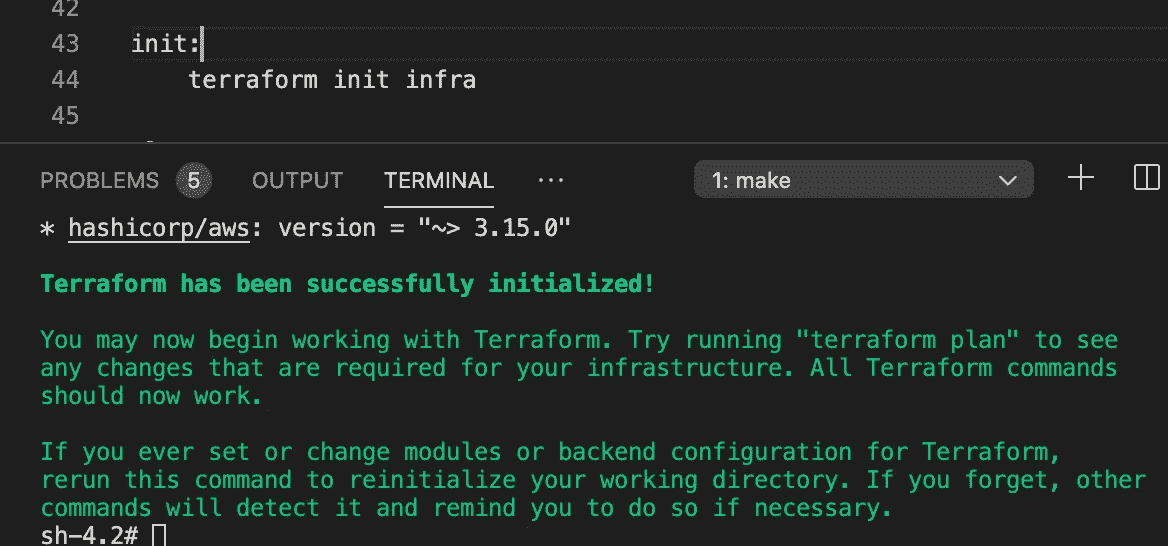 42
43 init:
44 terraform init infra
45
PROBLEMS 5 OUTPUT TERMINAL ... 1: make
* hashicorp/aws: version = "~> 3.15.0"
Terraform has been successfully initialized!
You may now begin working with Terraform. Try running "terraform plan" to see
any changes that are required for your infrastructure. All Terraform commands
should now work.
If you ever set or change modules or backend configuration for Terraform,
rerun this command to reinitialize your working directory. If you forget, other
commands will detect it and remind you to do so if necessary.
sh-4.2#